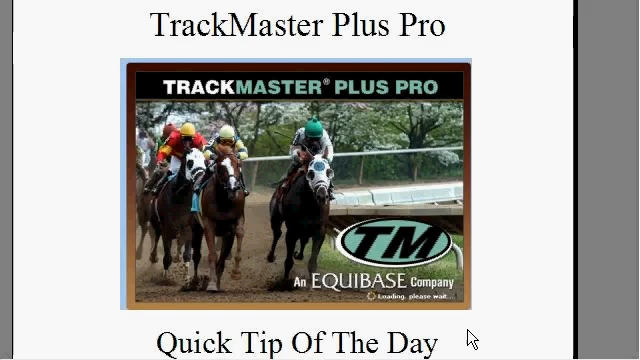 TrackMaster Plus Pro
TRACKMASTER® PLUS PRO
TM
An EQUIBASE Company
Loading, please wait...
Quick Tip Of The Day